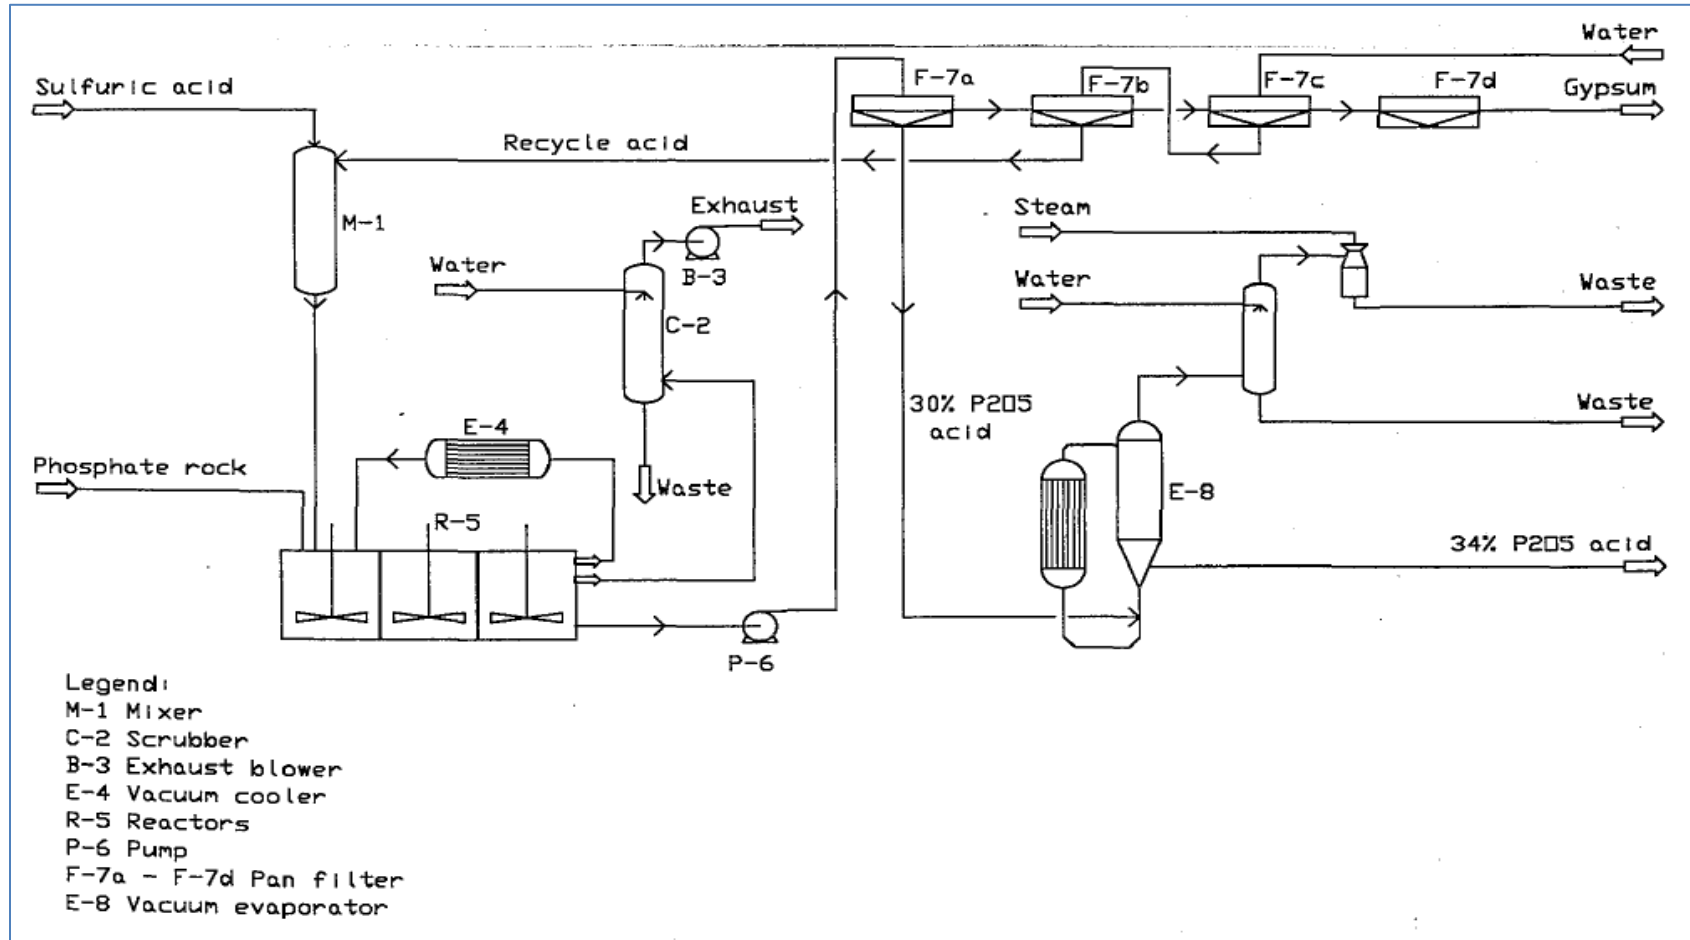 Water
F-7a
F-7b
F-7c
F-7d
Sulfuric acid
Gypsum
Recycle acid
M-1
Exhaust
Steam
Water
B-3
Water
Waste
C-2
30% P2O5
acid
Waste
E-4
Phosphate rock
Waste
E-8
R-5
34% P2O5 acid
P-6
Legend:
M-1 Mixer
C-2 Scrubber
B-3 Exhaust blower
E-4 Vacuum cooler
R-5 Reactors
P-6 Pump
F-7a - F-7d Pan filter
E-8 Vacuum evaporator